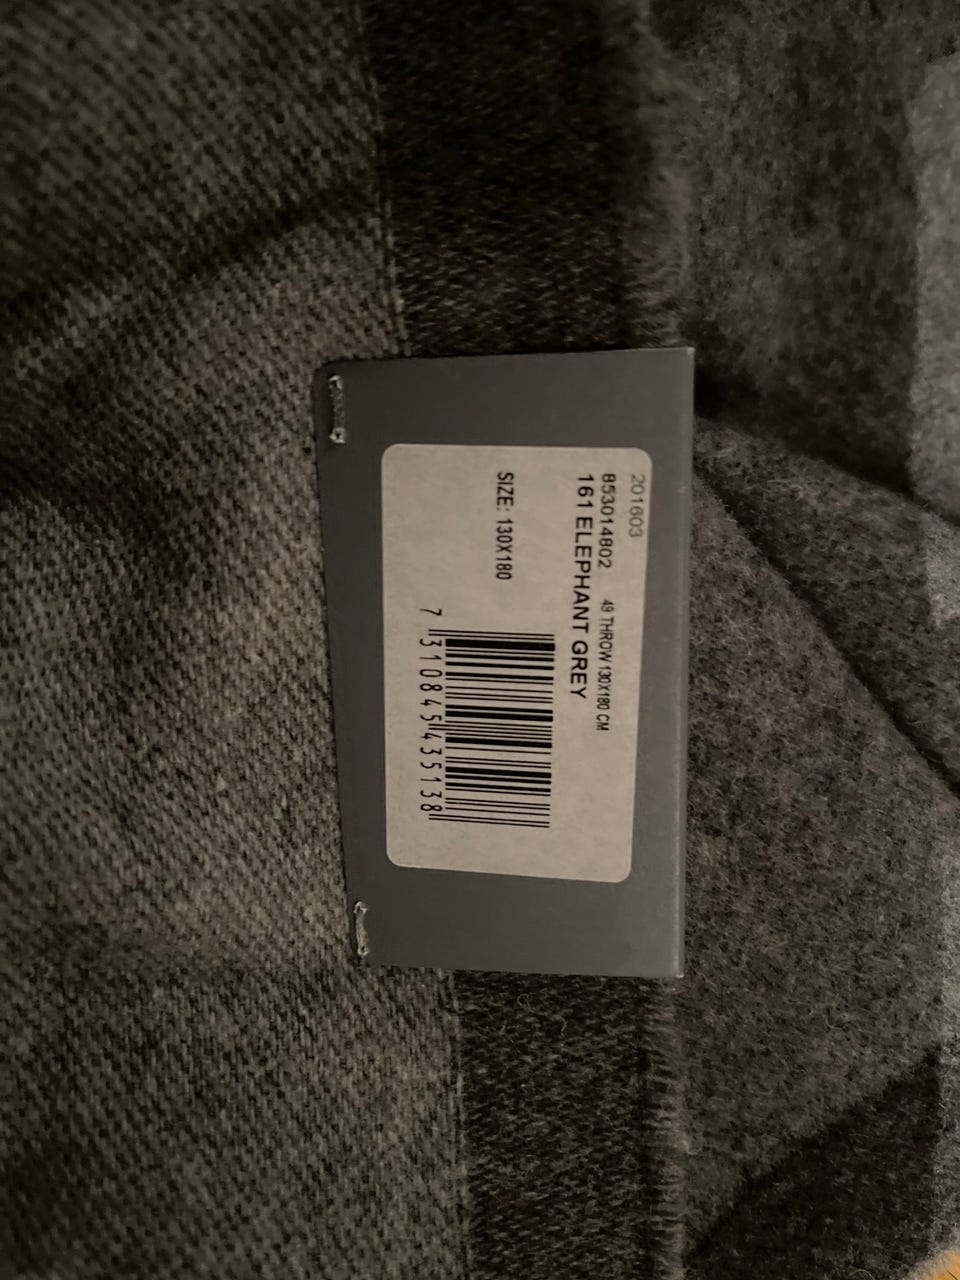 201603
853014802 49 THROW 130X180 CM
161 ELEPHANT GREY
SIZE: 130X180
7 310845 435138